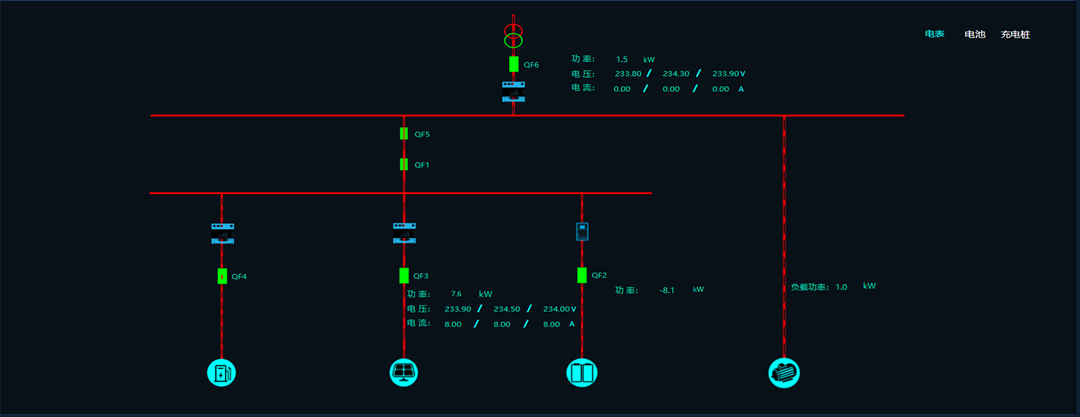 电表 电池 充电桩
QF6
功 率： 1.5 kW
电 压： 233.80 / 234.30 / 233.90 V
电 流： 0.00 / 0.00 / 0.00 A
QF5
QF1
QF4
QF3
QF2
功 率： 7.6 kW
电 压： 233.90 / 234.50 / 234.00 V
电 流： 8.00 / 8.00 / 8.00 A
功 率： -8.1 kW
负载功率： 1.0 kW